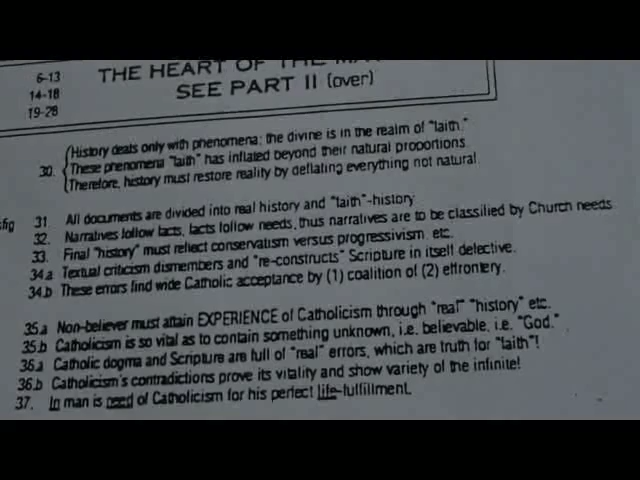 6-13
14-18
19-28
THE HEART OF THE
SEE PART II (over)
30. History deals only with phenomena; the divine is in the realm of "faith."
These phenomena "faith" has inflated beyond their natural proportions.
Therefore, history must restore reality by deflating everything not natural.
31. All documents are divided into real history and "faith"-history.
32. Narratives follow facts, facts follow needs, thus narratives are to be classified by Church needs.
33. Final "history" must reflect conservatism versus progressivism, etc.
34.a Textual criticism dismembers and "re-constructs" Scripture in itself defective.
34.b These errors find wide Catholic acceptance by (1) coalition of (2) effrontery.
35.a Non-believer must attain EXPERIENCE of Catholicism through "real" "history" etc.
35.b Catholicism is so vital as to contain something unknown, i.e. believable, i.e. "God."
36.a Catholic dogma and Scripture are full of "real" errors, which are truth for "faith"!
36.b Catholicism's contradictions prove its vitality and show variety of the infinite!
37. In man is need of Catholicism for his perfect life-fulfillment.